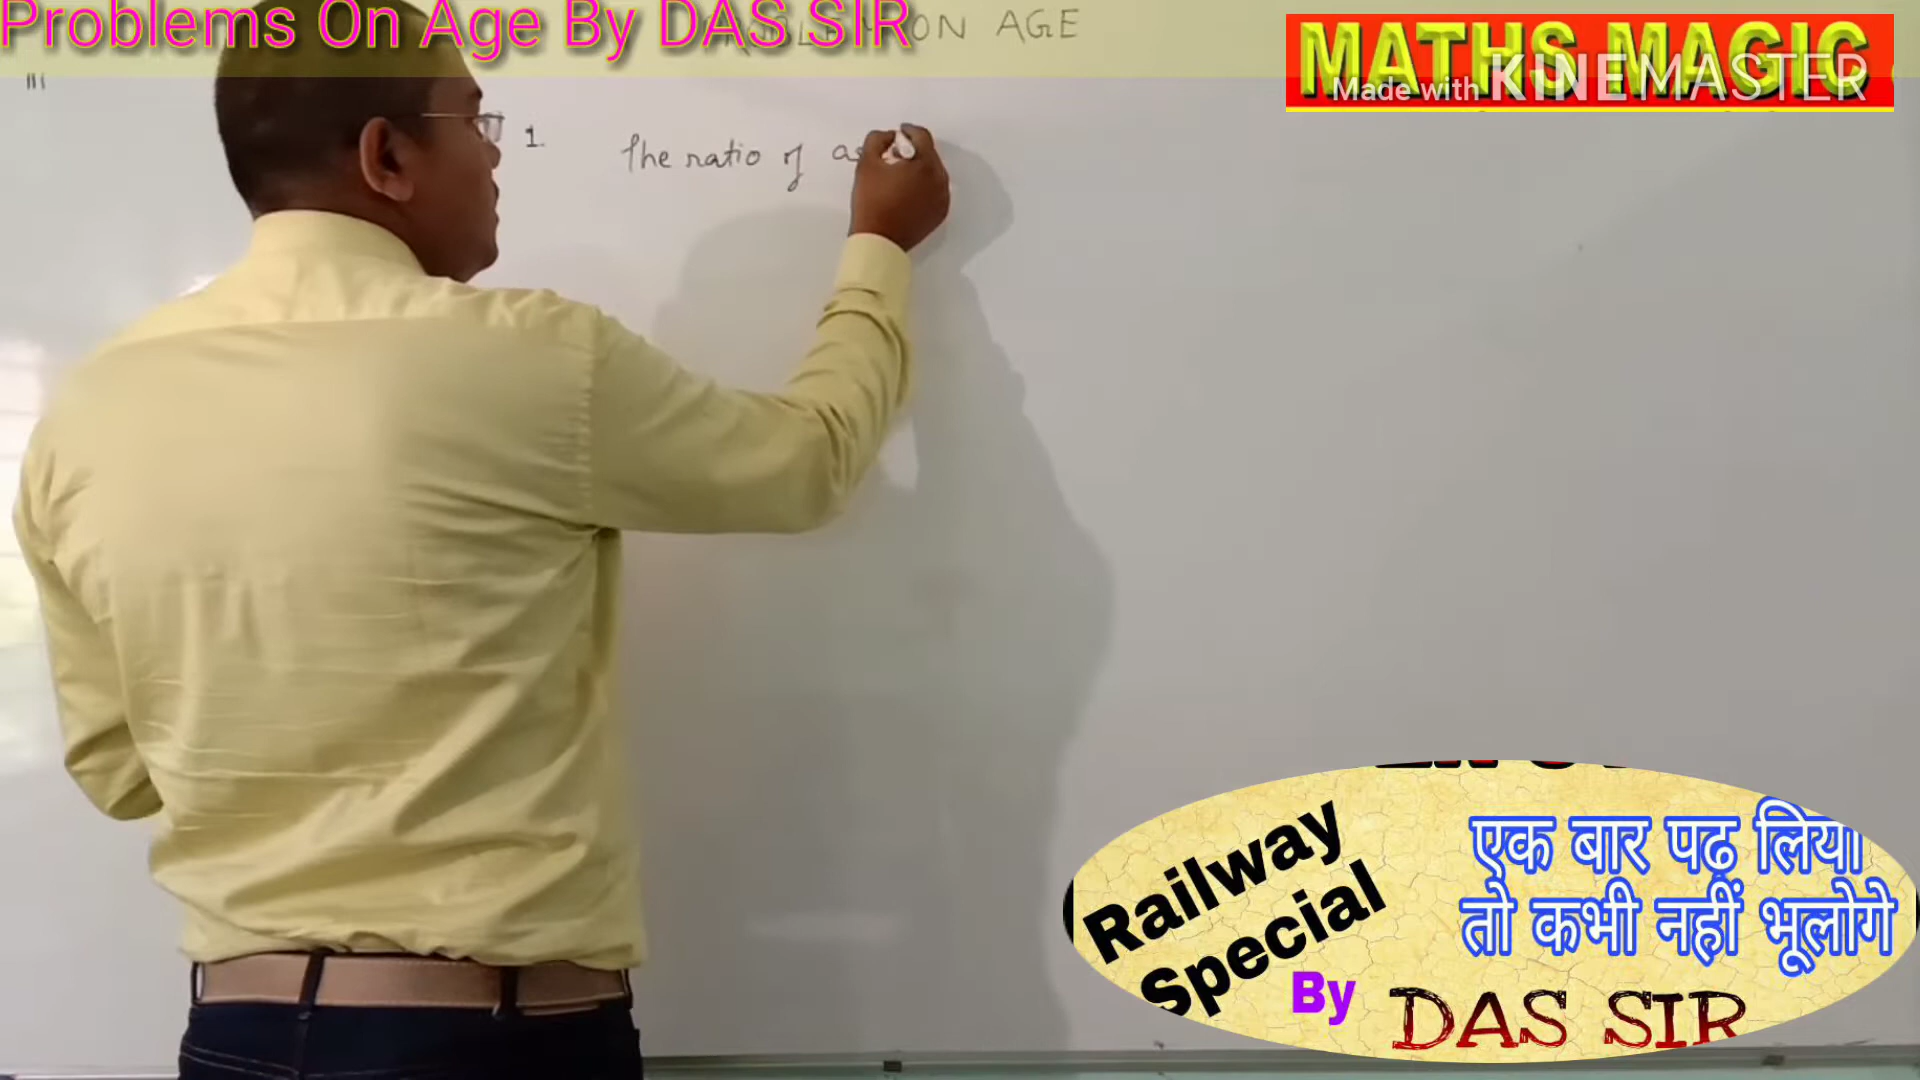 Problems On Age By DAS SIR
ON AGE
MATHS MAGIC
Made with KINEMASTER
1. The ratio of
Railway
Special
एक बार पढ़ लिया
तो कभी नहीं भूलोगे
By DAS SIR